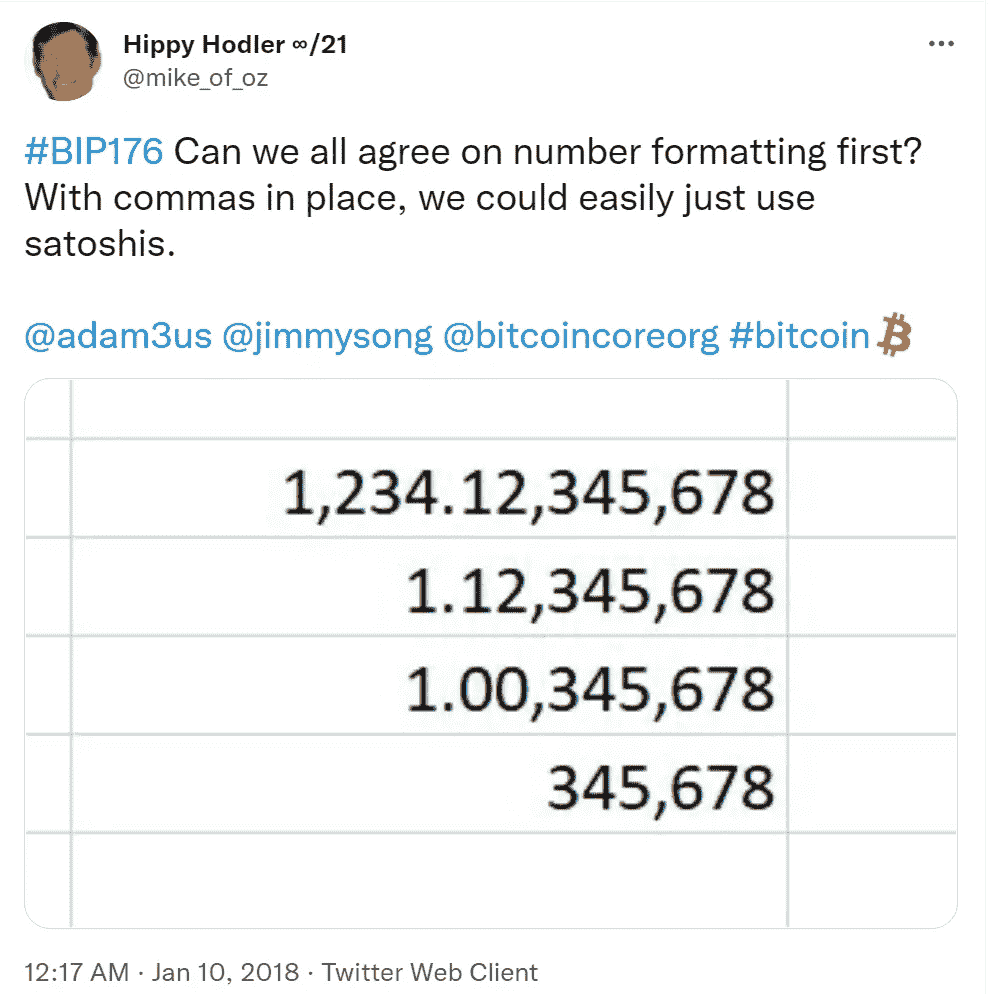 Hippy Hodler ∞/21
@mike_of_oz
#BIP176 Can we all agree on number formatting first?
With commas in place, we could easily just use
satoshis.
@adam3us @jimmysong @bitcoincoreorg #bitcoin
1,234.12,345,678
1.12,345,678
1.00,345,678
345,678
12:17 AM · Jan 10, 2018 · Twitter Web Client